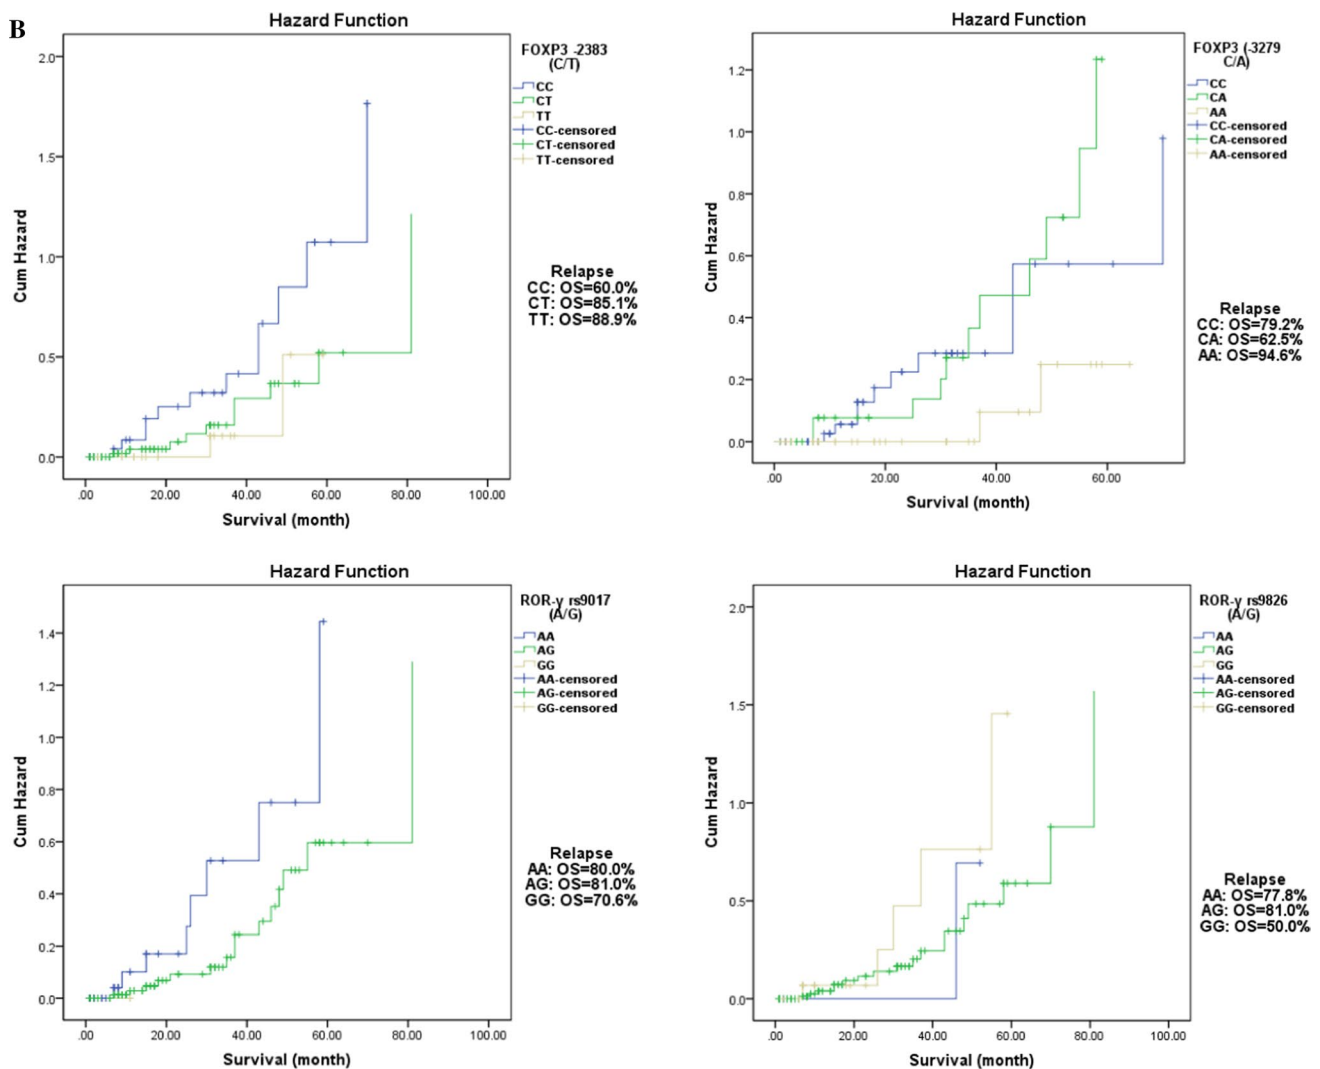 B
Hazard Function
FOXP3 -2383
(C/T)
CC
CT
TT
CC-censored
CT-censored
TT-censored
2.0
1.5
1.0
0.5
0.0
Cum Hazard
Relapse
CC: OS=60.0%
CT: OS=85.1%
TT: OS=88.9%
.00 20.00 40.00 60.00 80.00 100.00
Survival (month)
Hazard Function
FOXP3 (-3279
C/A)
CC
CA
AA
CC-censored
CA-censored
AA-censored
1.2
1.0
0.8
0.6
0.4
0.2
0.0
Cum Hazard
Relapse
CC: OS=79.2%
CA: OS=62.5%
AA: OS=94.6%
.00 20.00 40.00 60.00
Survival (month)
Hazard Function
ROR-γ rs9017
(A/G)
AA
AG
GG
AA-censored
AG-censored
GG-censored
1.4
1.2
1.0
0.8
0.6
0.4
0.2
0.0
Cum Hazard
Relapse
AA: OS=80.0%
AG: OS=81.0%
GG: OS=70.6%
.00 20.00 40.00 60.00 80.00 100.00
Survival (month)
Hazard Function
ROR-γ rs9826
(A/G)
AA
AG
GG
AA-censored
AG-censored
GG-censored
2.0
1.5
1.0
0.5
0.0
Cum Hazard
Relapse
AA: OS=77.8%
AG: OS=81.0%
GG: OS=50.0%
.00 20.00 40.00 60.00 80.00 100.00
Survival (month)